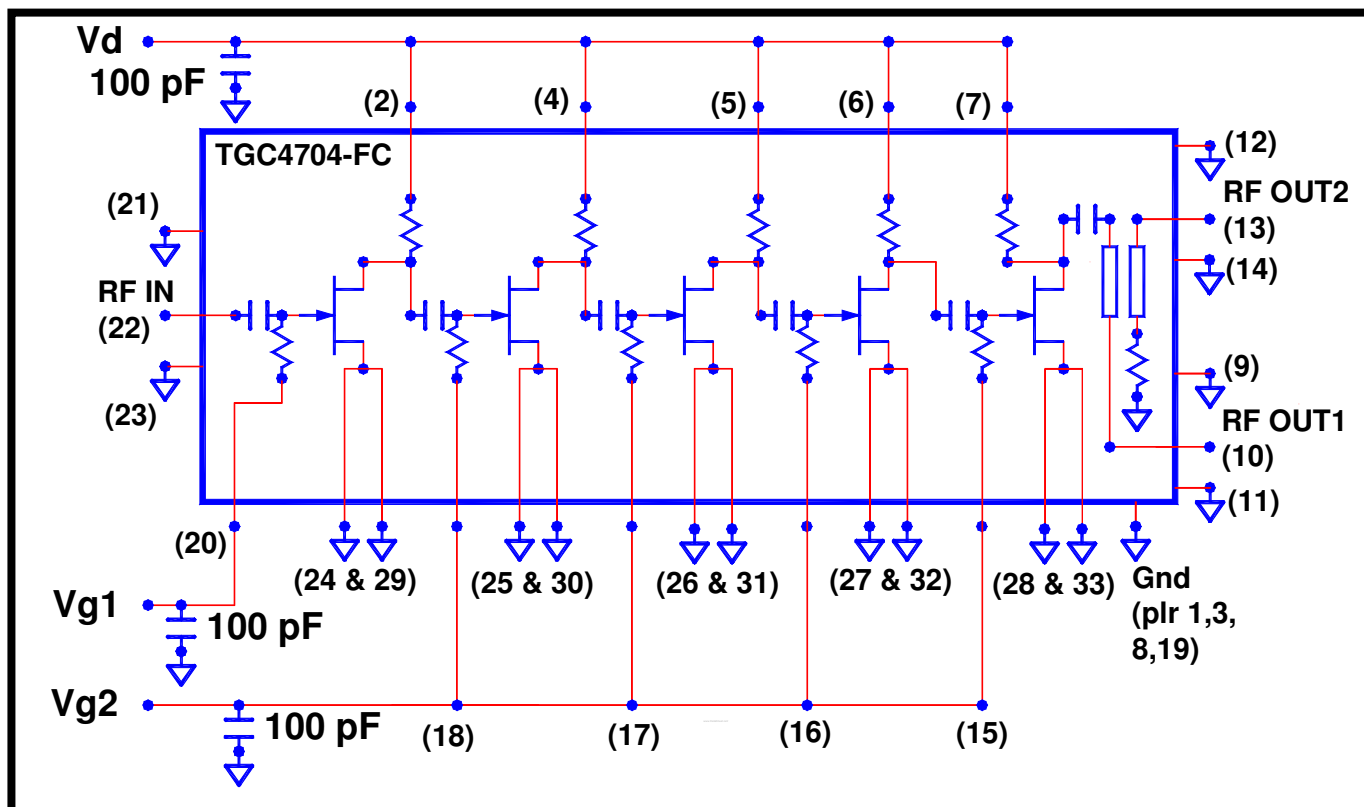 Vd
100 pF
(2)
(4)
(5)
(6)
(7)
TGC4704-FC
(12)
RF OUT2
(13)
(14)
(21)
RF IN
(22)
(23)
(9)
RF OUT1
(10)
(11)
(20)
(24 & 29)
(25 & 30)
(26 & 31)
(27 & 32)
(28 & 33)
Gnd
(plr 1,3,
8,19)
Vg1
100 pF
Vg2
100 pF
(18)
(17)
(16)
(15)